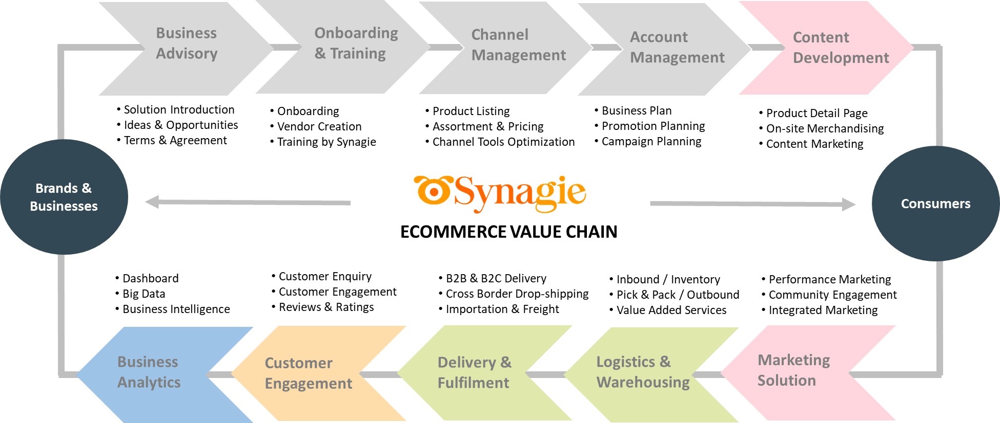 Business
Advisory
Onboarding
& Training
Channel
Management
Account
Management
Content
Development
• Solution Introduction
• Ideas & Opportunities
• Terms & Agreement
• Onboarding
• Vendor Creation
• Training by Synagie
• Product Listing
• Assortment & Pricing
• Channel Tools Optimization
• Business Plan
• Promotion Planning
• Campaign Planning
• Product Detail Page
• On-site Merchandising
• Content Marketing
Brands &
Businesses
Synagie
ECOMMERCE VALUE CHAIN
Consumers
• Dashboard
• Big Data
• Business Intelligence
• Customer Enquiry
• Customer Engagement
• Reviews & Ratings
• B2B & B2C Delivery
• Cross Border Drop-shipping
• Importation & Freight
• Inbound / Inventory
• Pick & Pack / Outbound
• Value Added Services
• Performance Marketing
• Community Engagement
• Integrated Marketing
Business
Analytics
Customer
Engagement
Delivery &
Fulfilment
Logistics &
Warehousing
Marketing
Solution